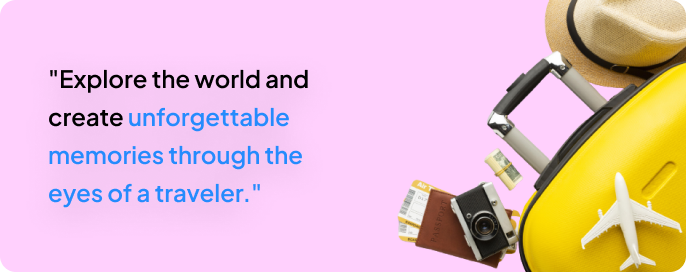 "Explore the world and
create unforgettable
memories through the
eyes of a traveler."